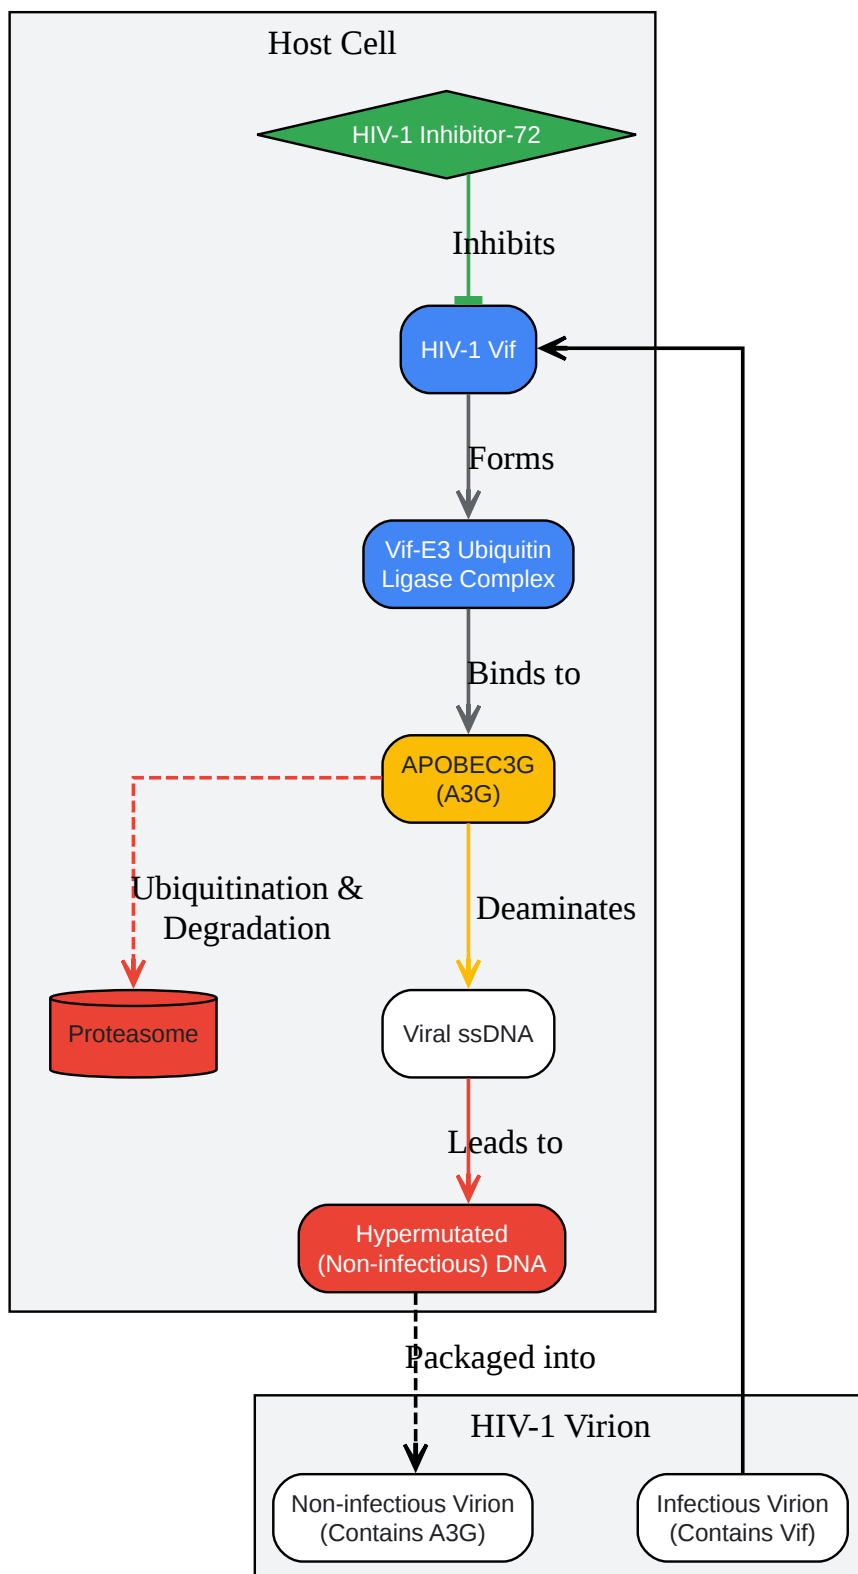 Host Cell
HIV-1 Inhibitor-72
Inhibits
HIV-1 Vif
Forms
Vif-E3 Ubiquitin
Ligase Complex
Binds to
APOBEC3G
(A3G)
Ubiquitination &
Degradation
Deaminates
Proteasome
Viral ssDNA
Leads to
Hypermutated
(Non-infectious) DNA
Packaged into
HIV-1 Virion
Non-infectious Virion
(Contains A3G)
Infectious Virion
(Contains Vif)